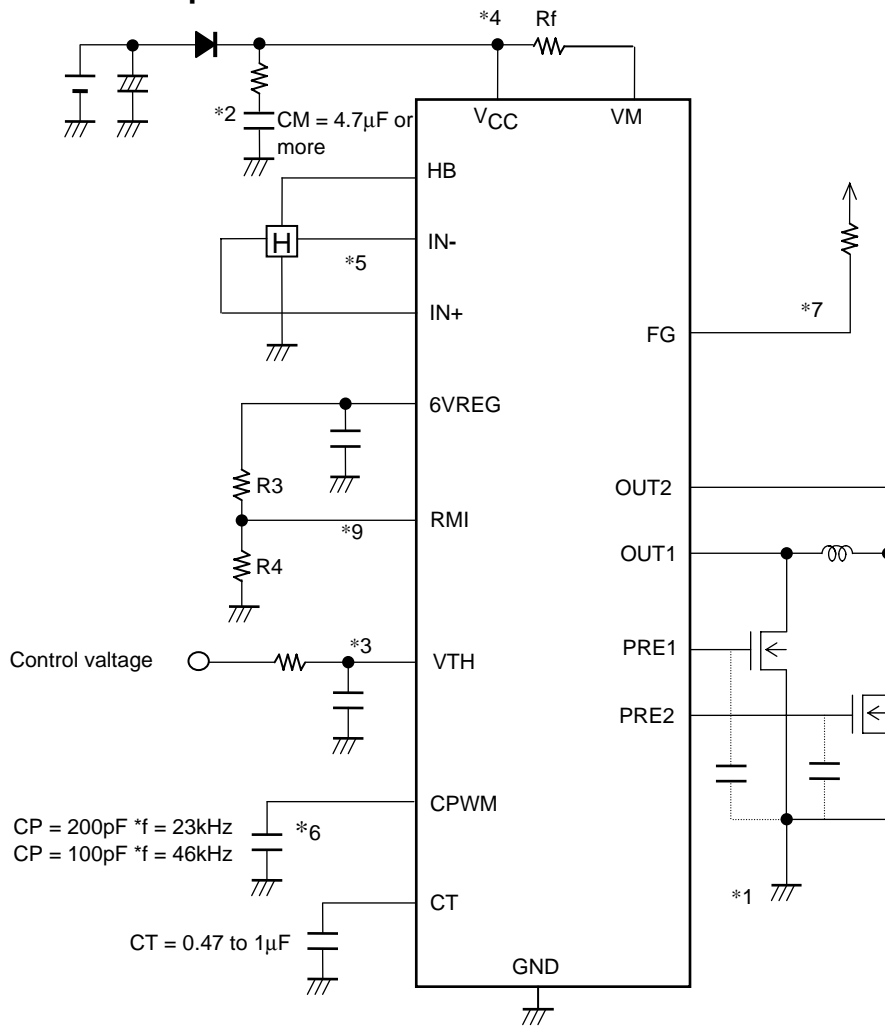 *4
Rf
*2
CM = 4.7μF or
more
VCC
VM
HB
H
IN-
*5
IN+
*7
FG
6VREG
R3
OUT2
*9
RMI
R4
OUT1
*3
Control valtage
VTH
PRE1
PRE2
CPWM
CP = 200pF *f = 23kHz
*6
CP = 100pF *f = 46kHz
CT
*1
CT = 0.47 to 1μF
GND